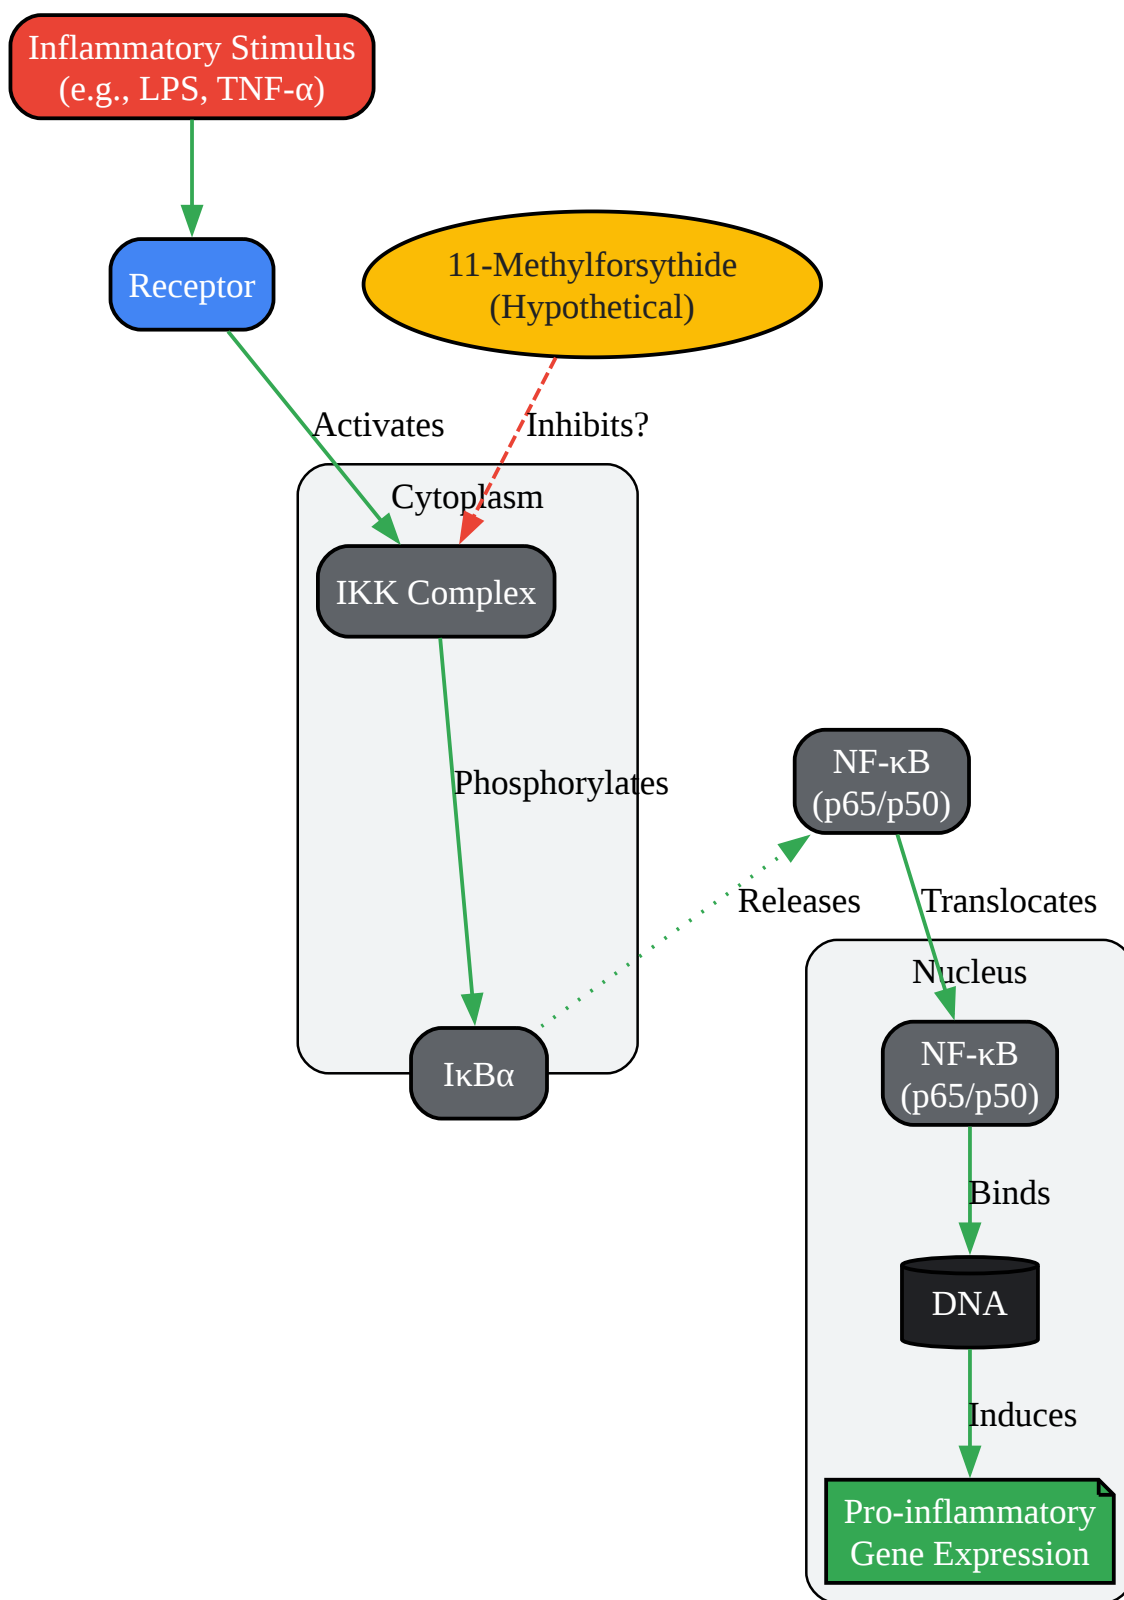 Inflammatory Stimulus
(e.g., LPS, TNF-α)
Receptor
11-Methylforsythide
(Hypothetical)
Activates
Inhibits?
Cytoplasm
IKK Complex
Phosphorylates
NF-κB
(p65/p50)
Releases
Translocates
Nucleus
IκBα
NF-κB
(p65/p50)
Binds
DNA
Induces
Pro-inflammatory
Gene Expression